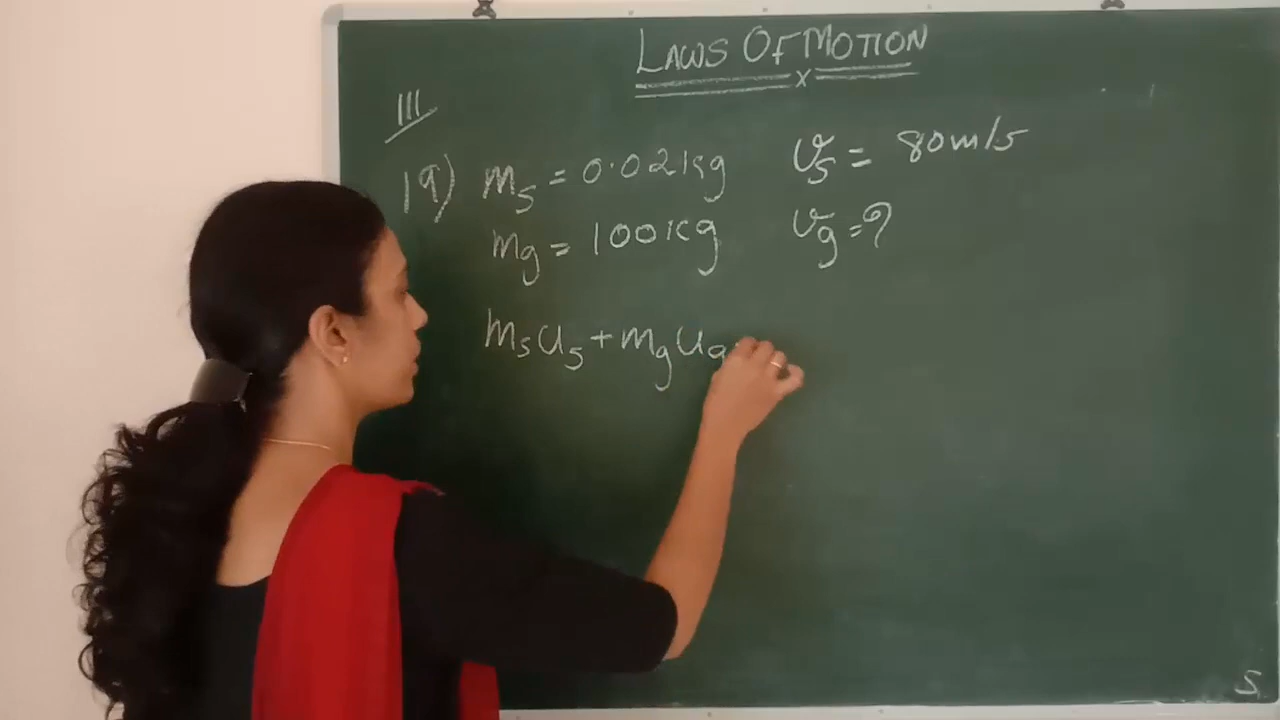 LAWS OF MOTION
x
III
19) ms = 0.02kg vs = 80m/s
mg = 100kg vg = ?
msus + mgug
S